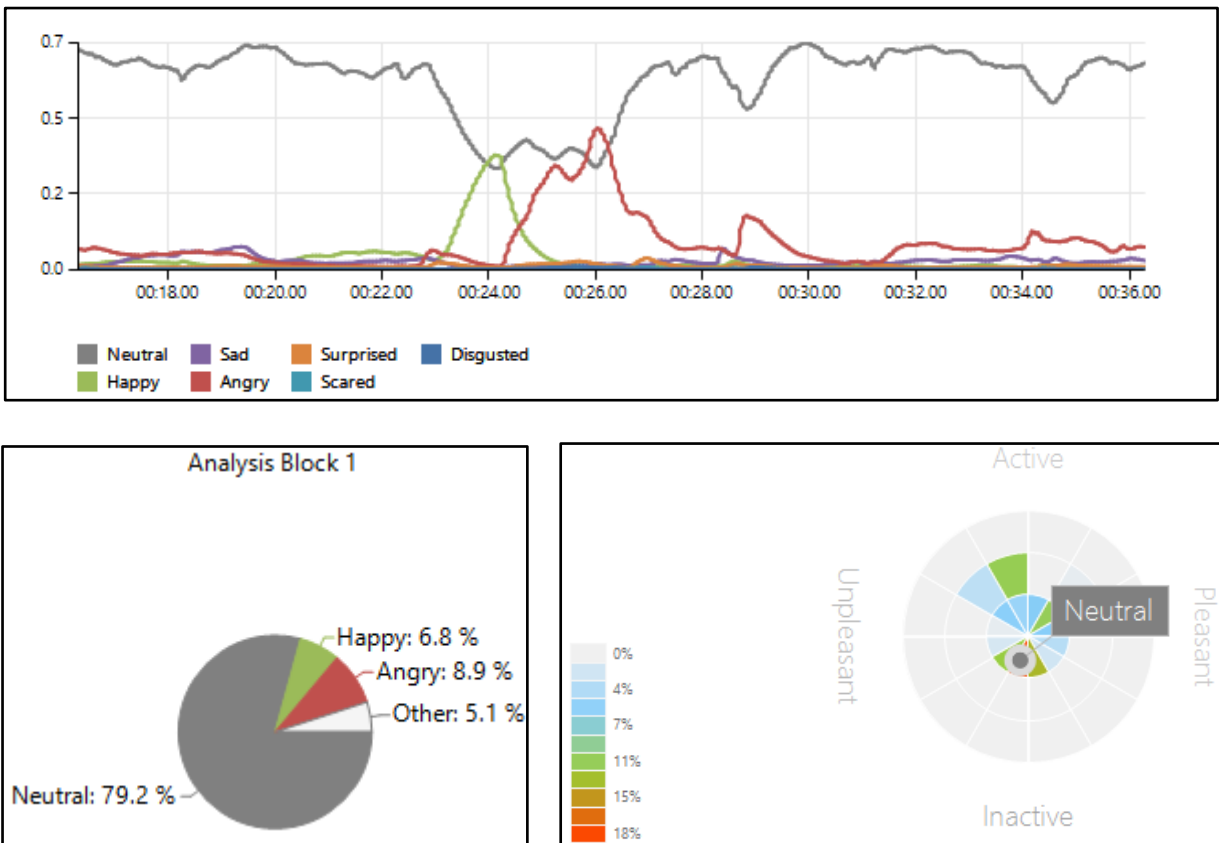 0.7
0.5
0.2
0.0
00:18.00 00:20.00 00:22.00 00:24.00 00:26.00 00:28.00 00:30.00 00:32.00 00:34.00 00:36.00
Neutral Sad Surprised Disgusted
Happy Angry Scared
Analysis Block 1
Happy: 6.8 %
Angry: 8.9 %
Other: 5.1 %
Neutral: 79.2 %
Active
Unpleasant
Pleasant
Neutral
0%
4%
7%
11%
15%
18%
Inactive